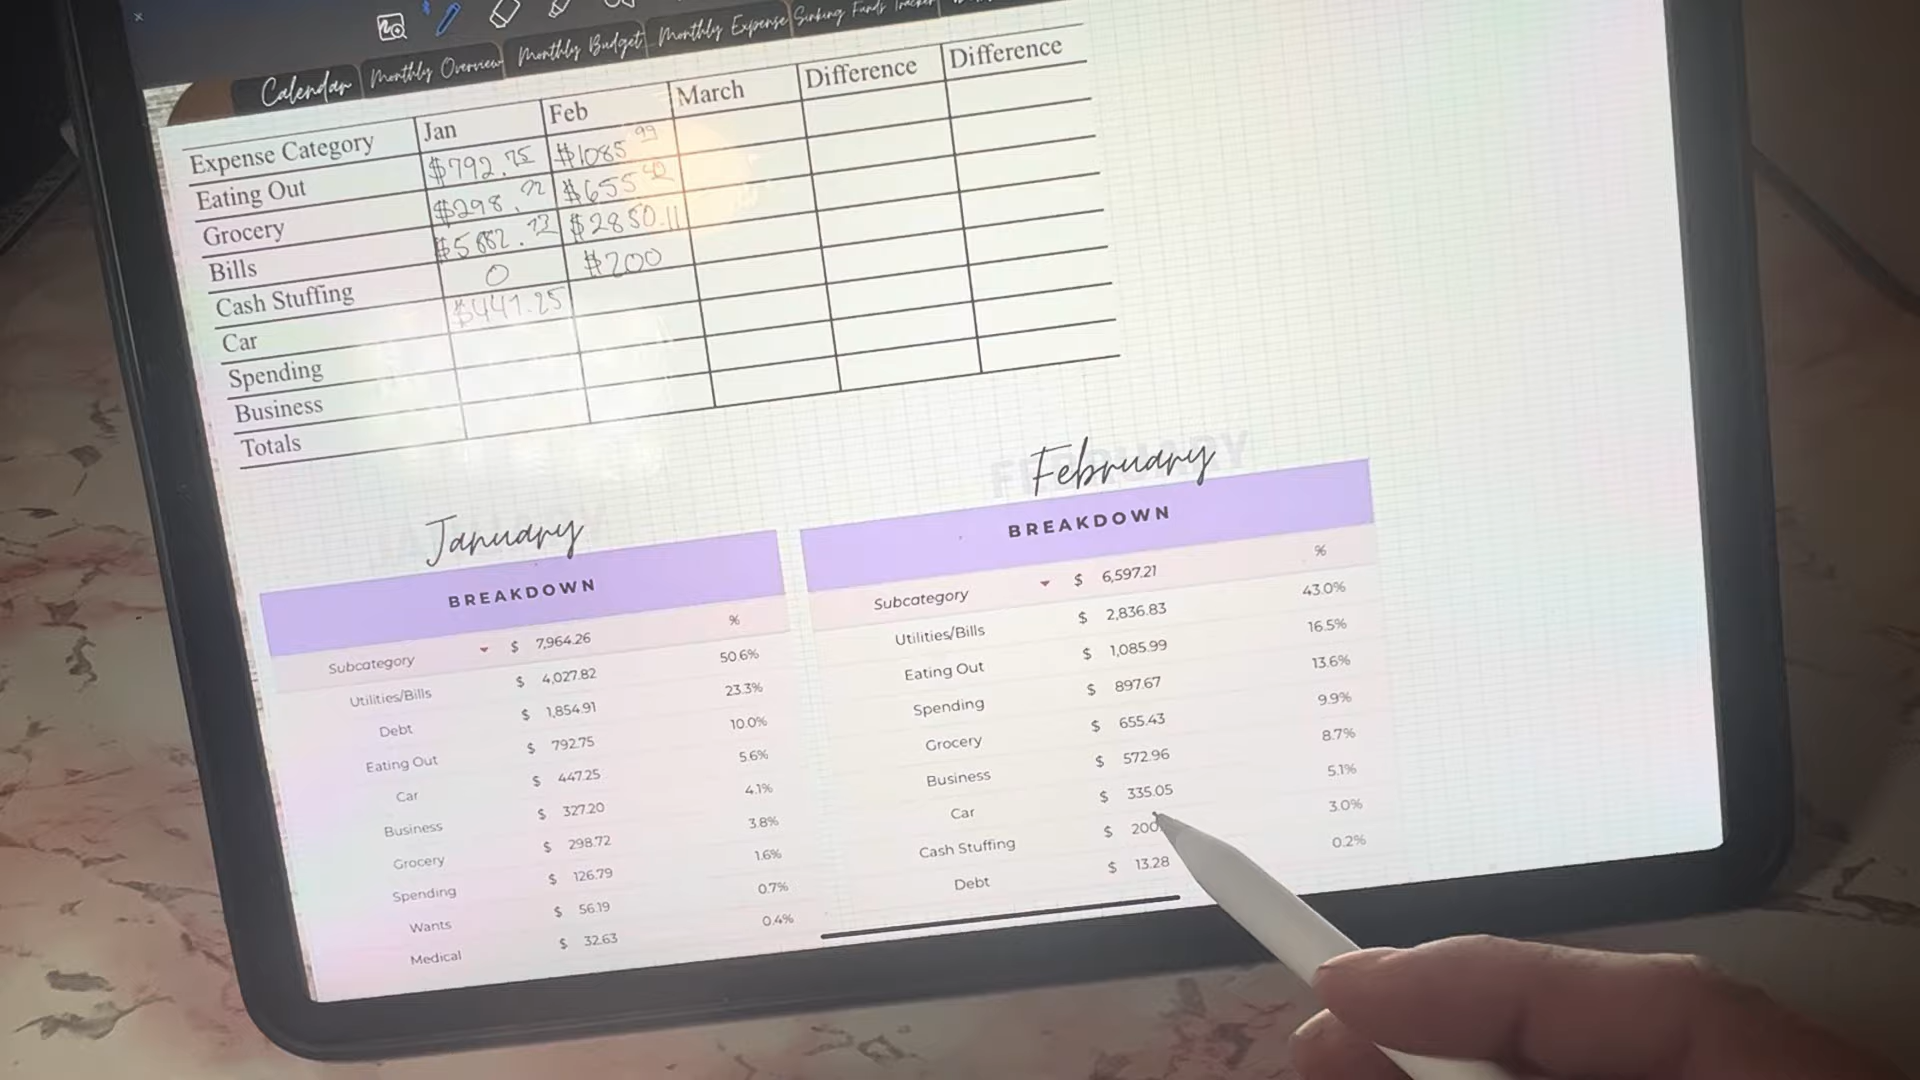 Calendar Monthly Overview Monthly Budget Monthly Expense Sinking Funds Tracker
Expense Category Jan Feb March Difference Difference
Eating Out $792.75 $1085 99
Grocery $298.72 $655 42
Bills $5882.73 $2850.11
Cash Stuffing 0 $200
Car $447.25
Spending
Business
Totals
January
BREAKDOWN
Subcategory $ 7,964.26 %
Utilities/Bills $ 4,027.82 50.6%
Debt $ 1,854.91 23.3%
Eating Out $ 792.75 10.0%
Car $ 447.25 5.6%
Business $ 327.20 4.1%
Grocery $ 298.72 3.8%
Spending $ 126.79 1.6%
Wants $ 56.19 0.7%
Medical $ 32.63 0.4%
February
FEBRUARY
BREAKDOWN
Subcategory $ 6,597.21 %
Utilities/Bills $ 2,836.83 43.0%
Eating Out $ 1,085.99 16.5%
Spending $ 897.67 13.6%
Grocery $ 655.43 9.9%
Business $ 572.96 8.7%
Car $ 335.05 5.1%
Cash Stuffing $ 200 3.0%
Debt $ 13.28 0.2%